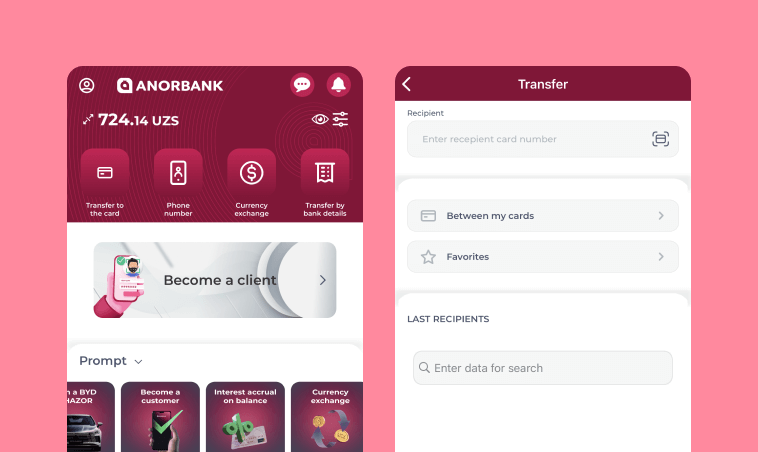 ANORBANK
724.14 UZS
Transfer to
the card
Phone
number
Currency
exchange
Transfer by
bank details
Become a client
Prompt
n a BYD
HAZOR
Become a
customer
Interest accrual
on balance
Currency
exchange
Transfer
Recipient
Enter recepient card number
Between my cards
Favorites
LAST RECIPIENTS
Enter data for search